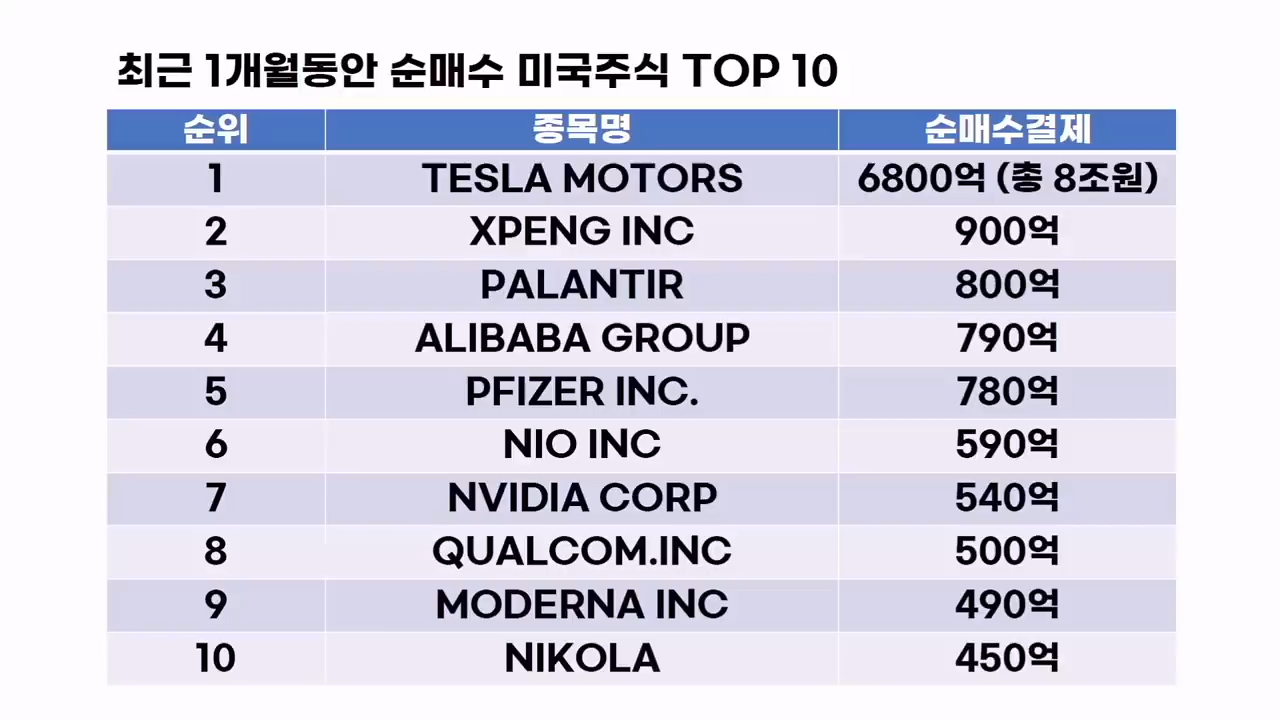 최근 1개월동안 순매수 미국주식 TOP 10
순위 종목명 순매수결제
1 TESLA MOTORS 6800억 (총 8조원)
2 XPENG INC 900억
3 PALANTIR 800억
4 ALIBABA GROUP 790억
5 PFIZER INC. 780억
6 NIO INC 590억
7 NVIDIA CORP 540억
8 QUALCOM.INC 500억
9 MODERNA INC 490억
10 NIKOLA 450억